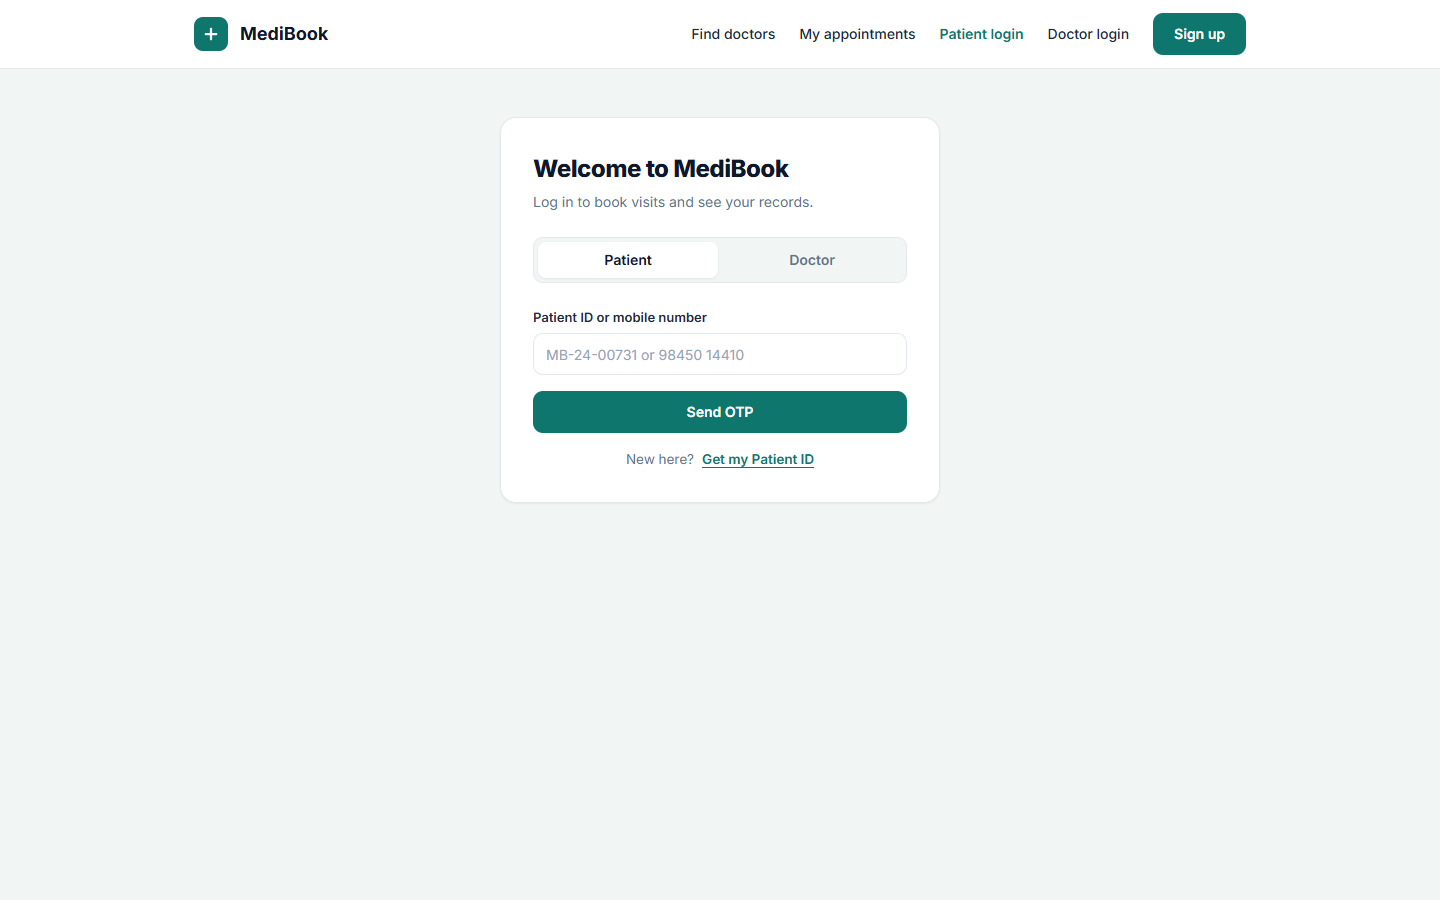 MediBook
Find doctors My appointments Patient login Doctor login Sign up
Welcome to MediBook
Log in to book visits and see your records.
Patient Doctor
Patient ID or mobile number
MB-24-00731 or 98450 14410
Send OTP
New here? Get my Patient ID